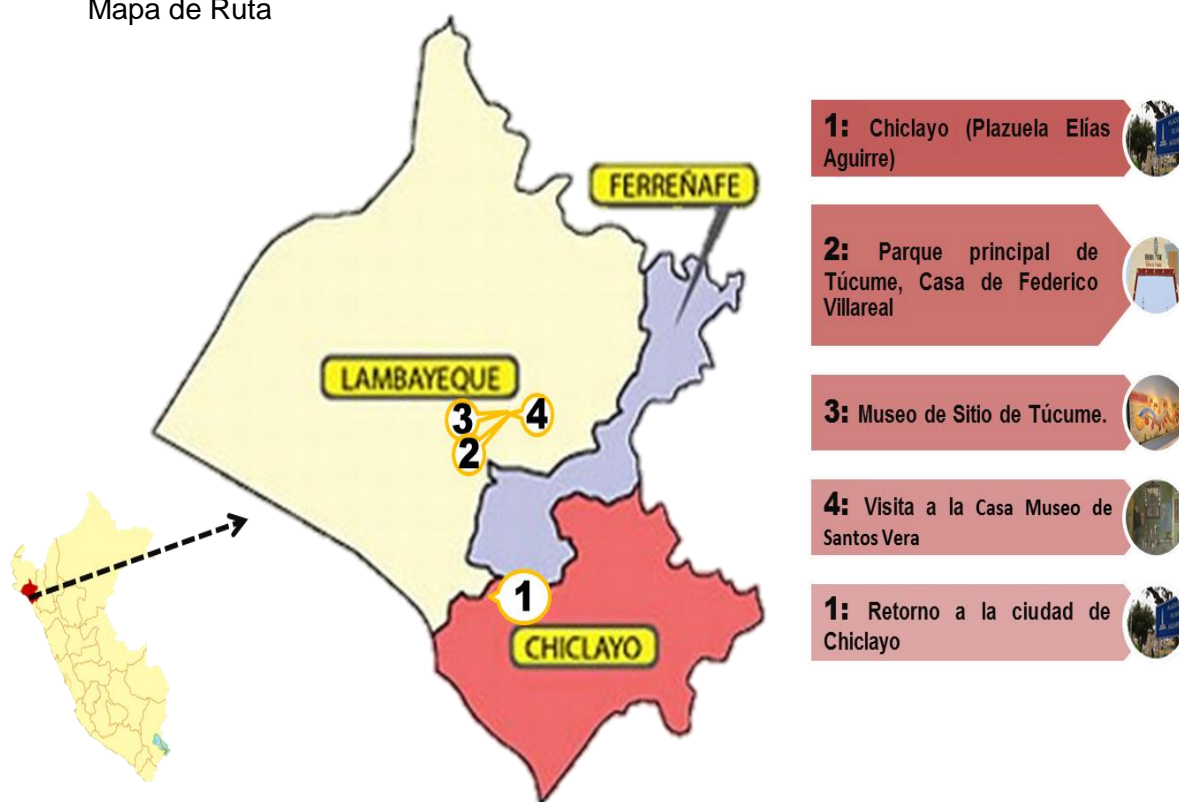 Mapa de Ruta
FERREÑAFE
LAMBAYEQUE
3
4
2
1
CHICLAYO
1: Chiclayo (Plazuela Elías
Aguirre)
2: Parque principal de
Túcume, Casa de Federico
Villareal
3: Museo de Sitio de Túcume.
4: Visita a la Casa Museo de
Santos Vera
1: Retorno a la ciudad de
Chiclayo